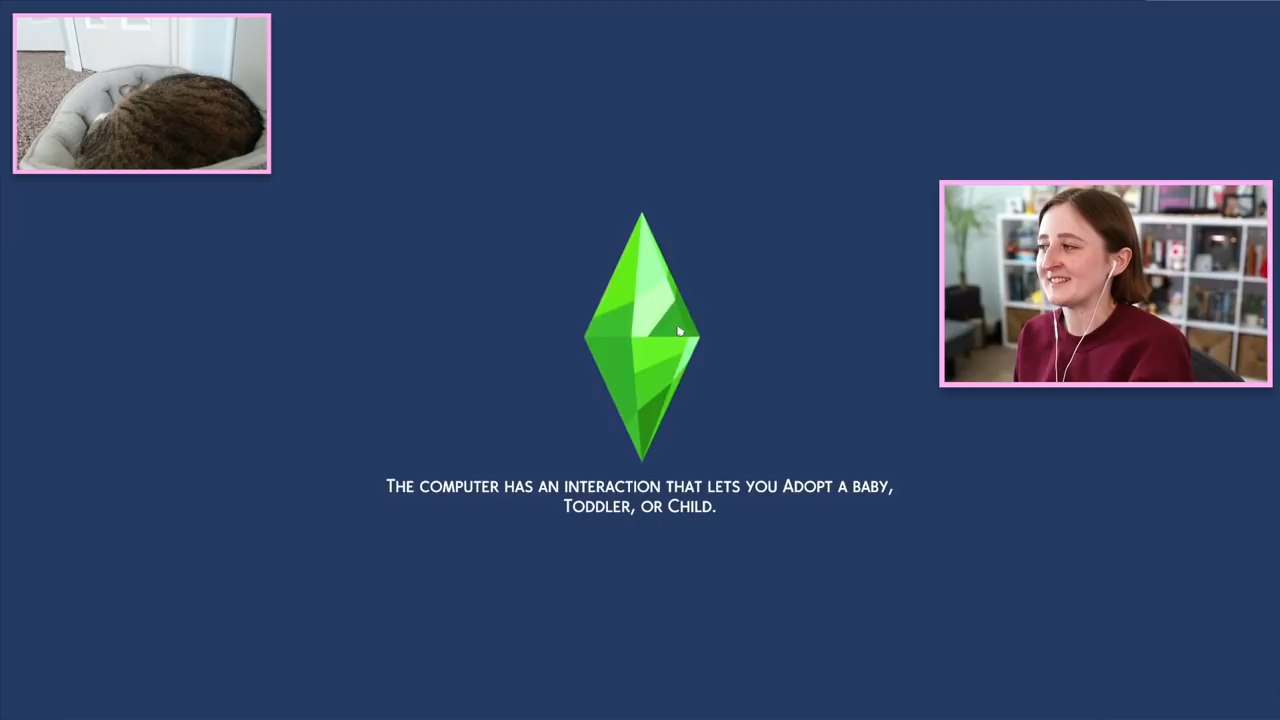 THE COMPUTER HAS AN INTERACTION THAT LETS YOU ADOPT A BABY,
TODDLER, OR CHILD.